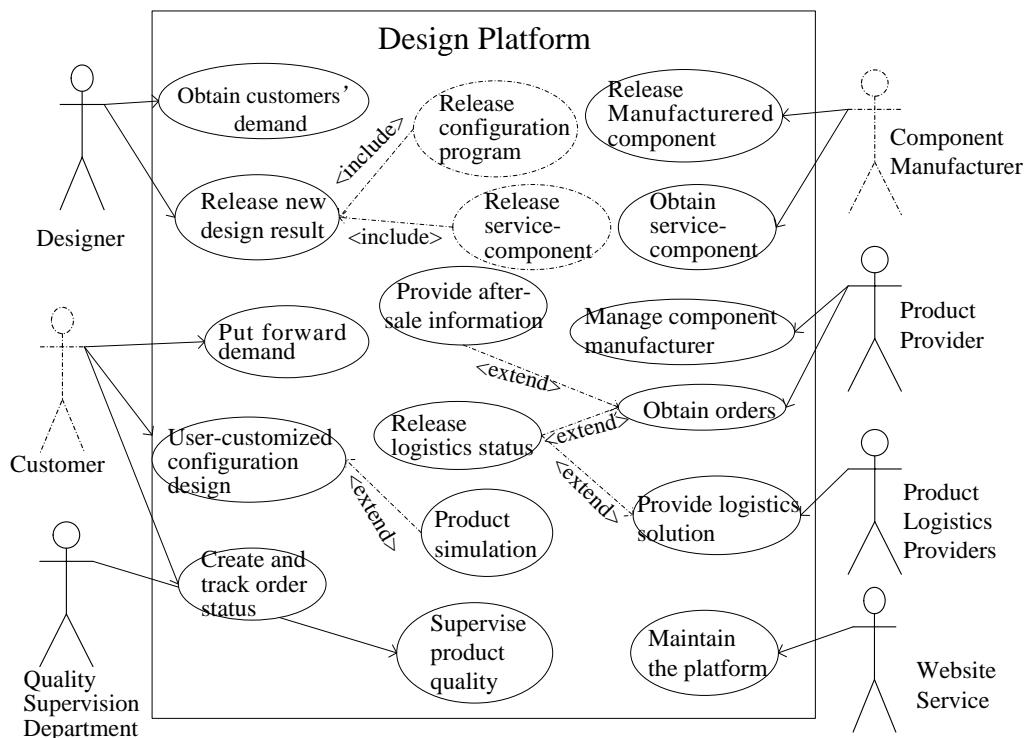 Design Platform
Obtain customers’
demand
Release
configuration
program
Release
Manufacturered
component
Component
Manufacturer
<include>
Release new
design result
<include>
Release
service-
component
Obtain
service-
component
Designer
Provide after-
sale information
Manage component
manufacturer
Product
Provider
Put forward
demand
<extend>
Obtain orders
Release
logistics status
<extend>
Customer
User-customized
configuration
design
<extend>
<extend>
Product
simulation
Provide logistics
solution
Product
Logistics
Providers
Create and
track order
status
Supervise
product
quality
Maintain
the platform
Quality
Supervision
Department
Website
Service